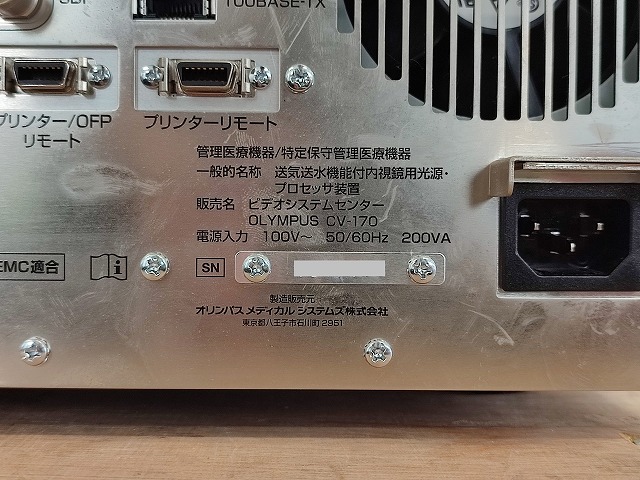 100BASE-TX
プリンター/OFP
リモート
プリンターリモート
管理医療機器/特定保守管理医療機器
一般的名称 送気送水機能付内視鏡用光源・
プロセッサ装置
販売名 ビデオシステムセンター
OLYMPUS CV-170
電源入力 100V～ 50/60Hz 200VA
EMC適合
SN
製造販売元
オリンパス メディカル システムズ株式会社
東京都八王子市石川町 2951